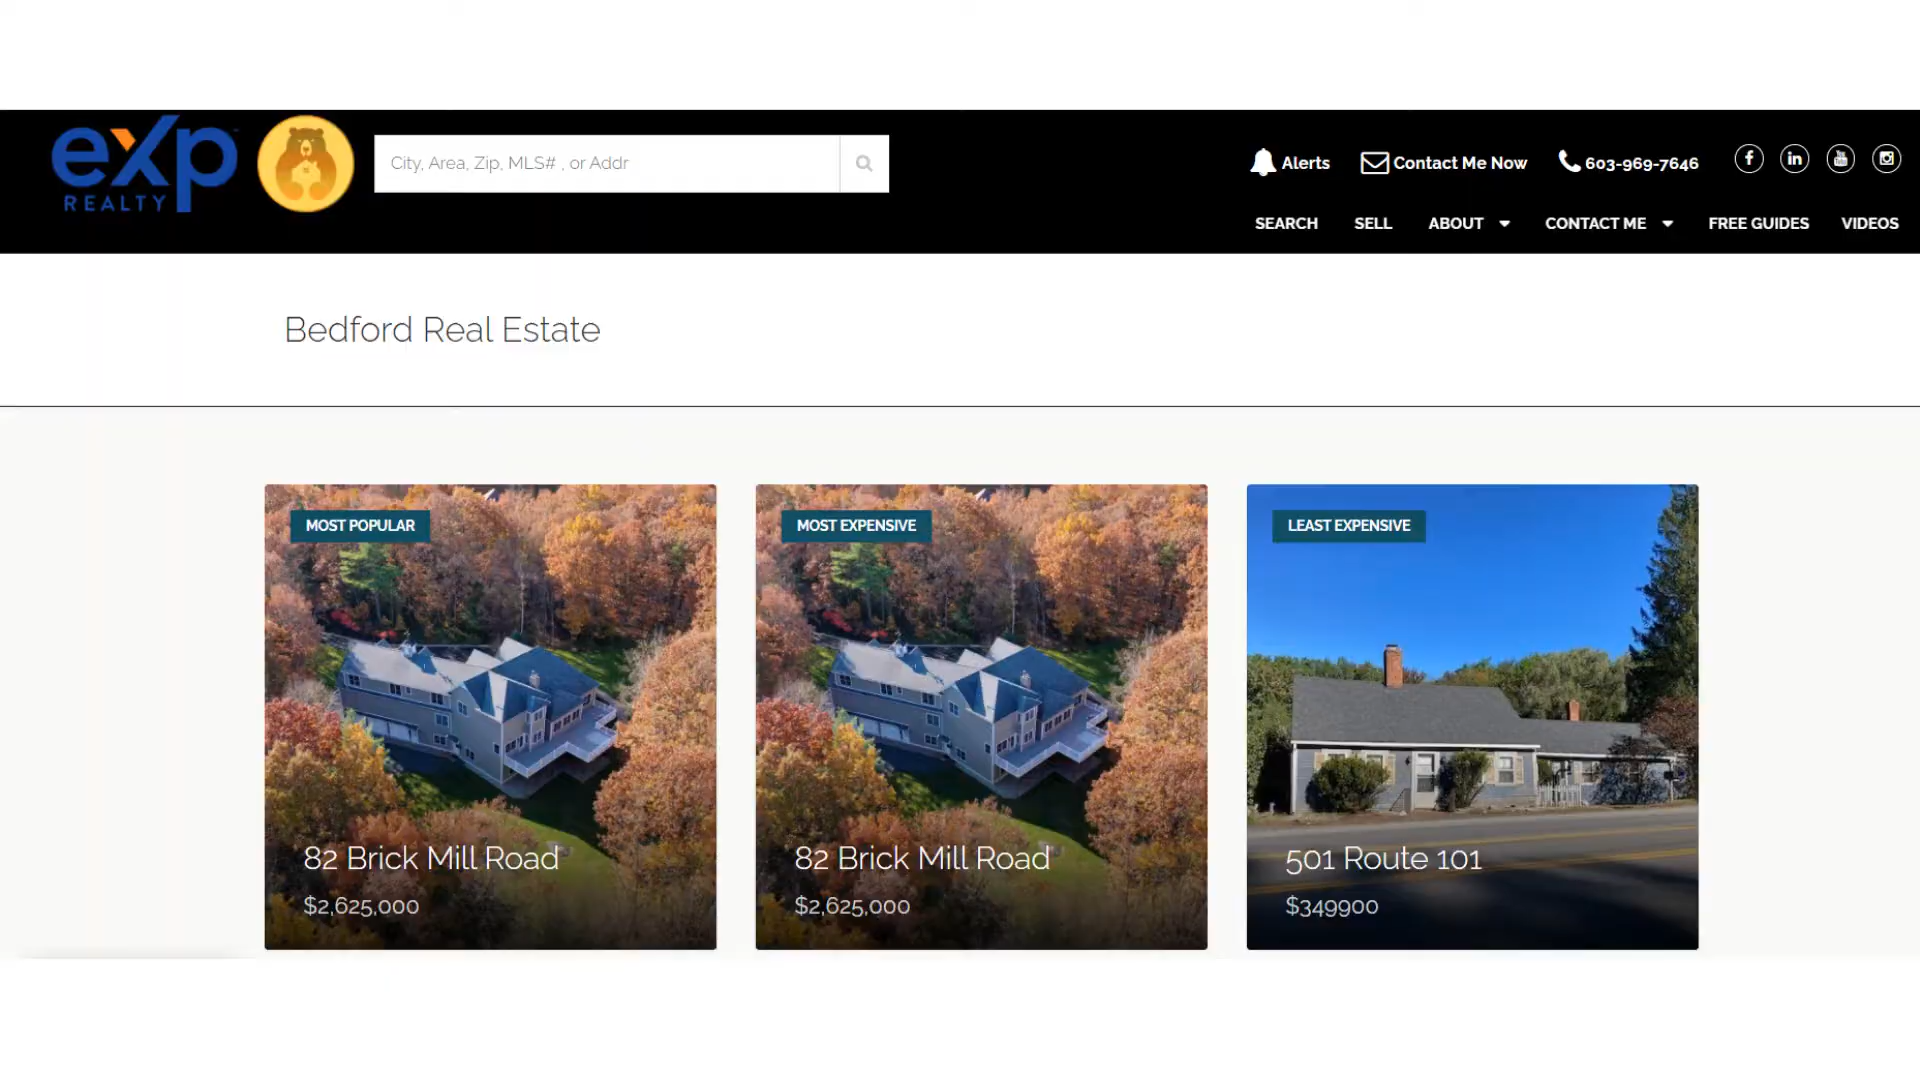 exp
REALTY
City, Area, Zip, MLS# , or Addr
Alerts
Contact Me Now
603-969-7646
SEARCH
SELL
ABOUT
CONTACT ME
FREE GUIDES
VIDEOS
Bedford Real Estate
MOST POPULAR
82 Brick Mill Road
$2,625,000
MOST EXPENSIVE
82 Brick Mill Road
$2,625,000
LEAST EXPENSIVE
501 Route 101
$349900